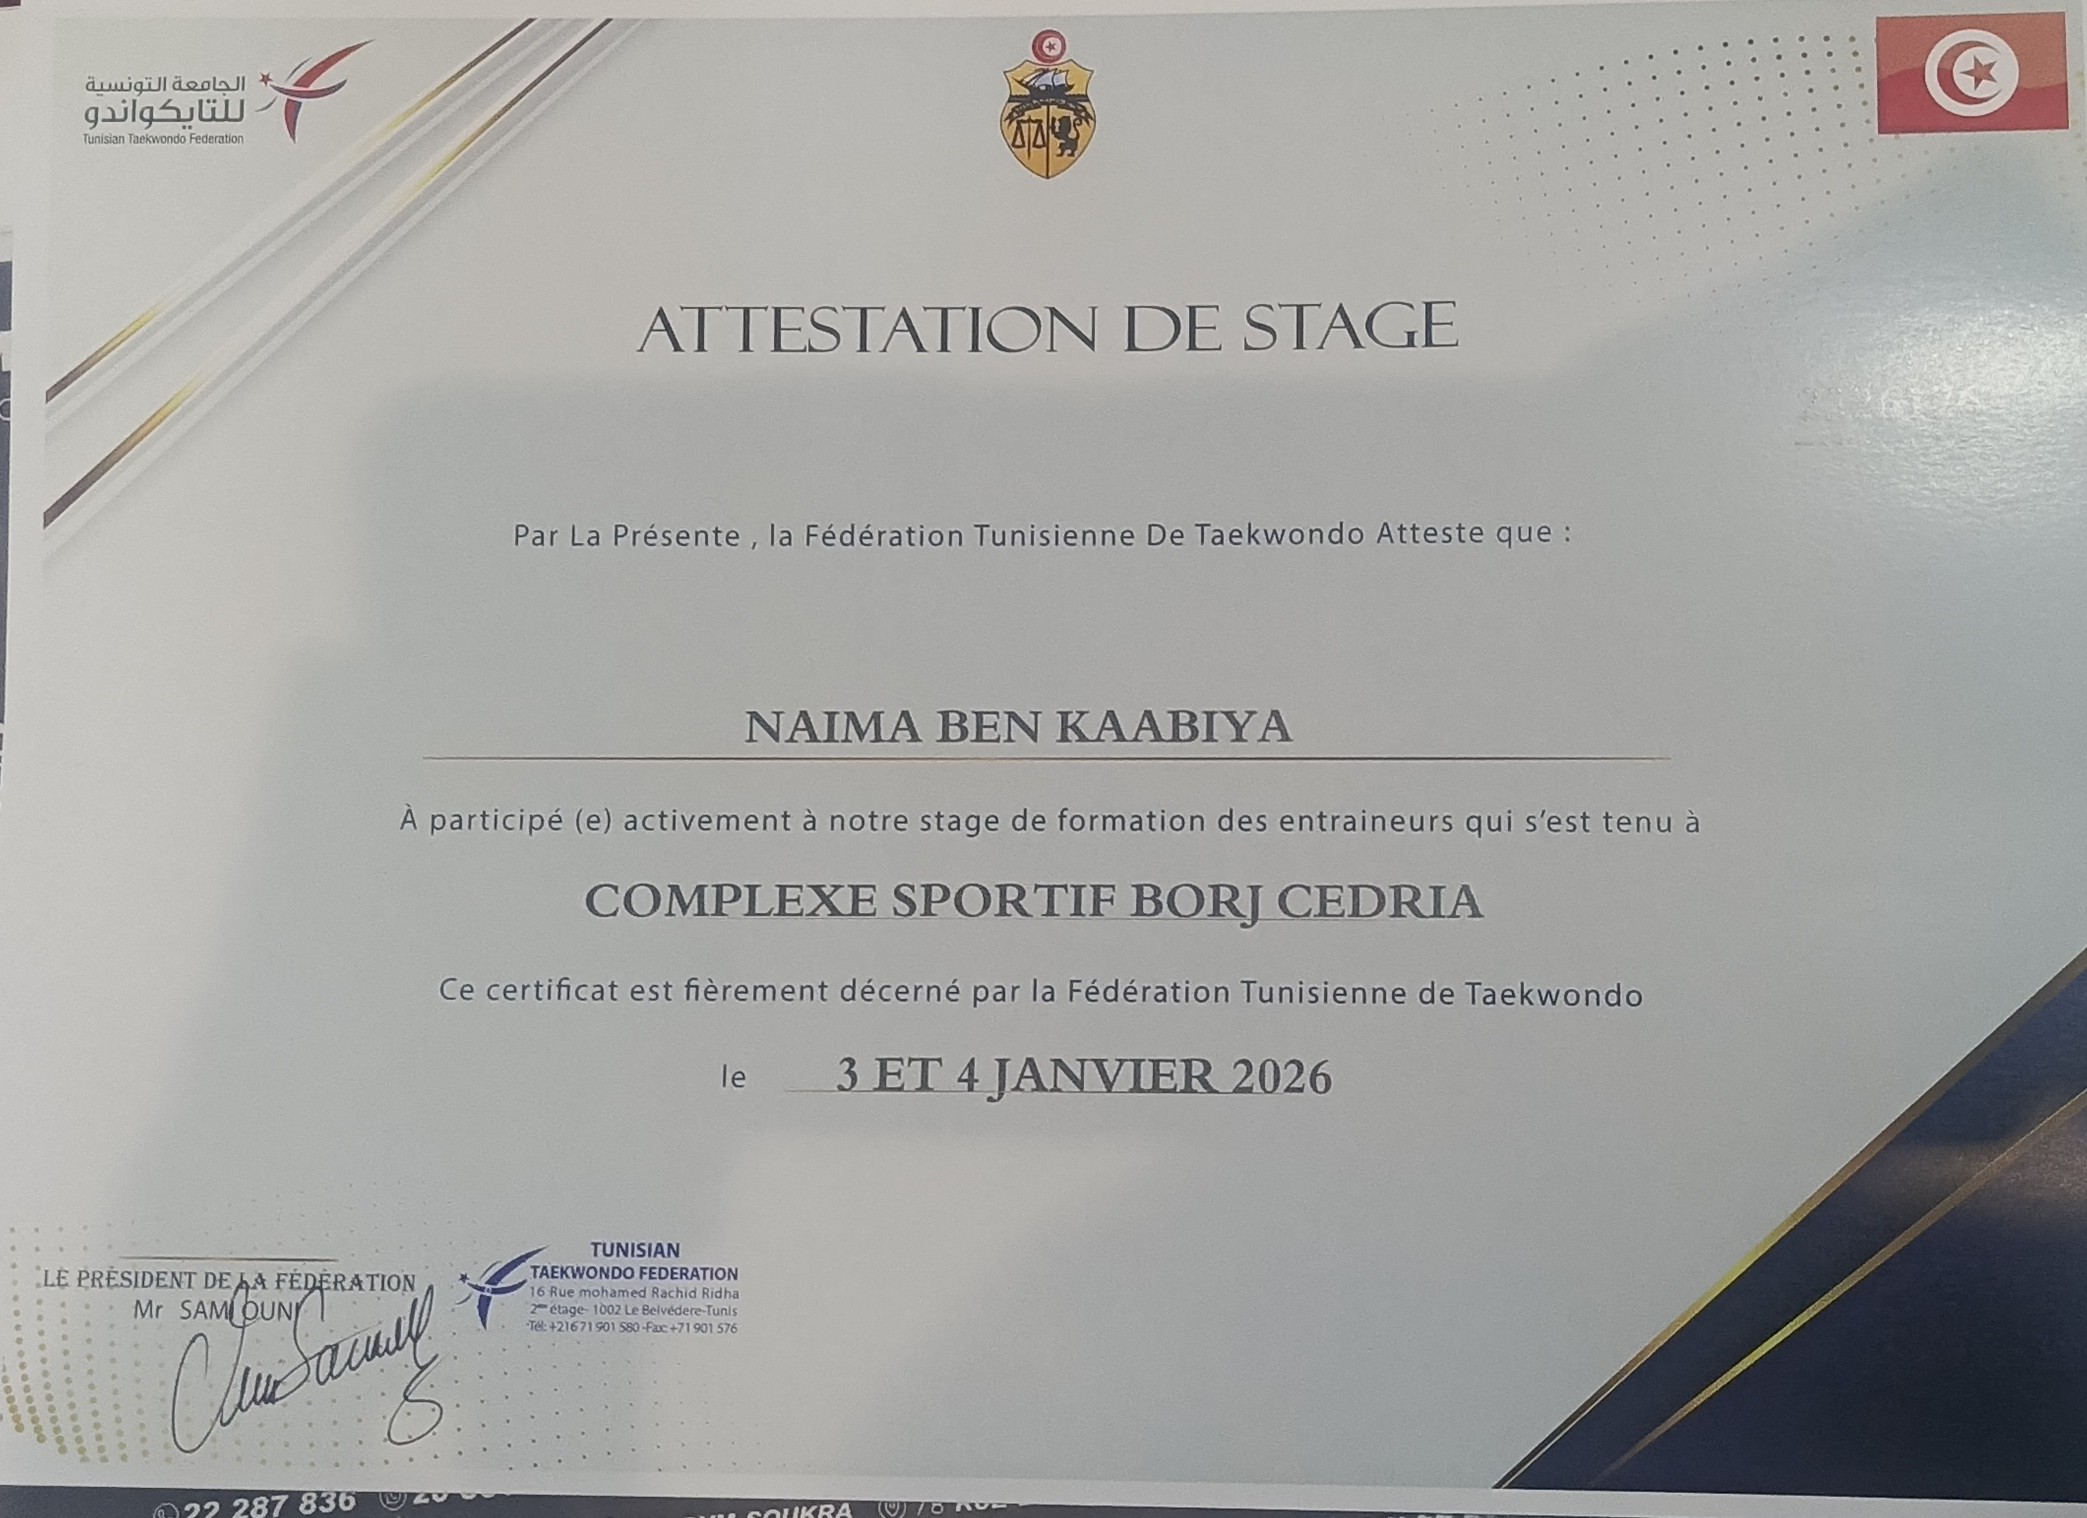 الجامعة التونسية
للتايكواندو
Tunisian Taekwondo Federation
ATTESTATION DE STAGE
Par La Présente , la Fédération Tunisienne De Taekwondo Atteste que :
NAIMA BEN KAABIYA
À participé (e) activement à notre stage de formation des entraineurs qui s'est tenu à
COMPLEXE SPORTIF BORJ CEDRIA
Ce certificat est fièrement décerné par la Fédération Tunisienne de Taekwondo
le 3 ET 4 JANVIER 2026
LE PRÉSIDENT DE LA FÉDÉRATION
Mr
TUNISIAN
TAEKWONDO FEDERATION
16 Rue mohamed Rachid Ridha
2ème étage- 1002 Le Belvédere-Tunis
Tél: +216 71 901 580 -Fax: +71 901 576
22 287 836
SOUKRA